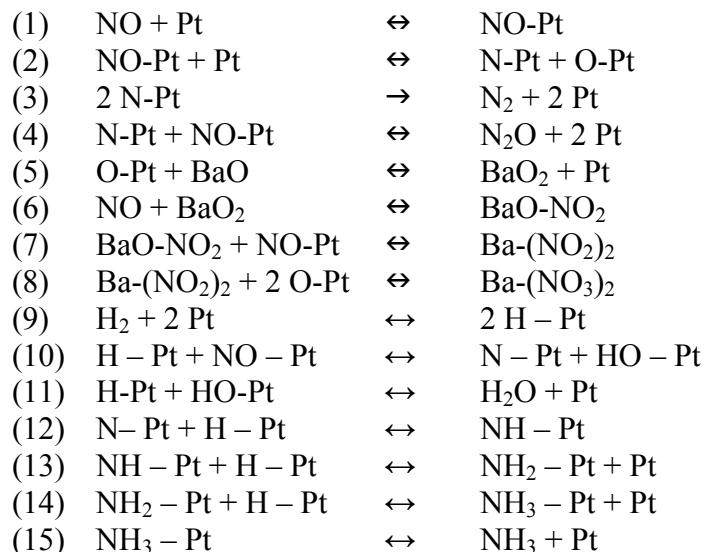 (1) NO + Pt ↔ NO-Pt
(2) NO-Pt + Pt ↔ N-Pt + O-Pt
(3) 2 N-Pt → N₂ + 2 Pt
(4) N-Pt + NO-Pt ↔ N₂O + 2 Pt
(5) O-Pt + BaO ↔ BaO₂ + Pt
(6) NO + BaO₂ ↔ BaO-NO₂
(7) BaO-NO₂ + NO-Pt ↔ Ba-(NO₂)₂
(8) Ba-(NO₂)₂ + 2 O-Pt ↔ Ba-(NO₃)₂
(9) H₂ + 2 Pt ↔ 2 H – Pt
(10) H – Pt + NO – Pt ↔ N – Pt + HO – Pt
(11) H-Pt + HO-Pt ↔ H₂O + Pt
(12) N– Pt + H – Pt ↔ NH – Pt
(13) NH – Pt + H – Pt ↔ NH₂ – Pt + Pt
(14) NH₂ – Pt + H – Pt ↔ NH₃ – Pt + Pt
(15) NH₃ – Pt ↔ NH₃ + Pt